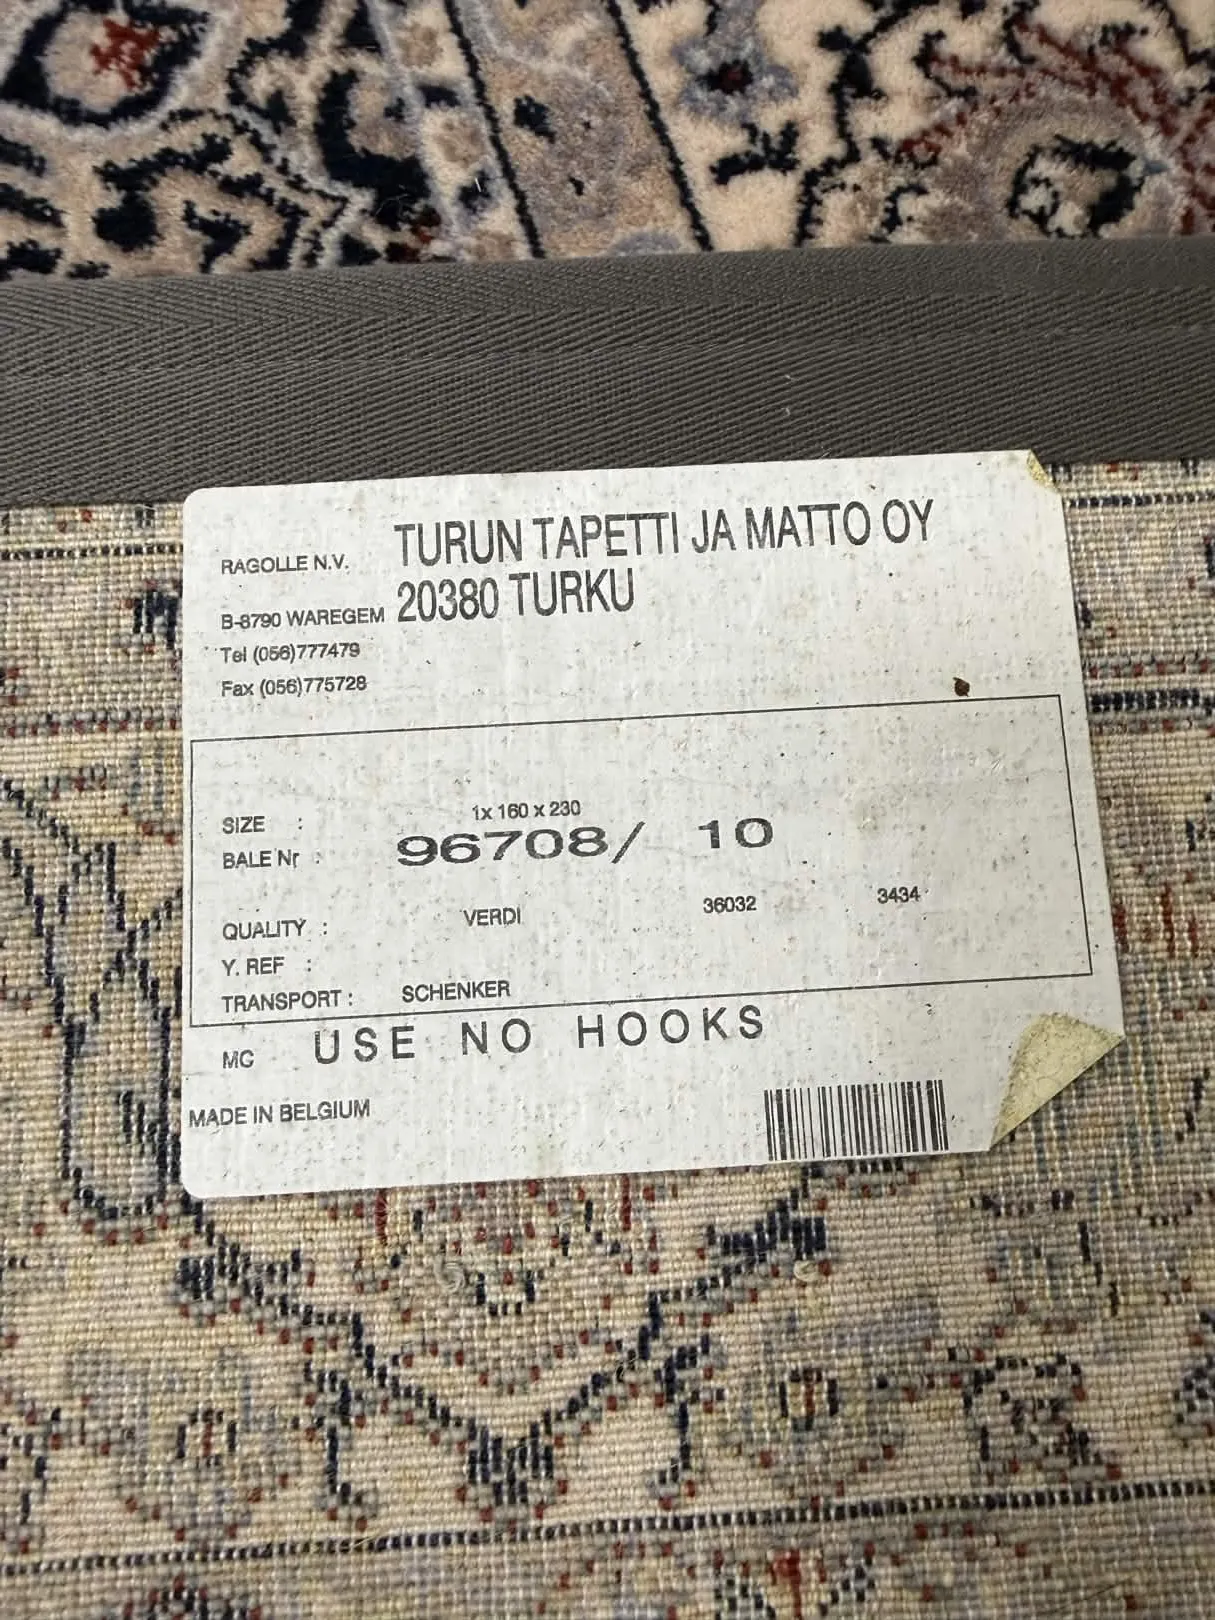 RAGOLLE N.V.
TURUN TAPETTI JA MATTO OY
B-8790 WAREGEM
20380 TURKU
Tel (056)777479
Fax (056)775728
SIZE : 1x 160 x 230
BALE Nr : 96708/ 10
QUALITY : VERDI 36032 3434
Y. REF :
TRANSPORT : SCHENKER
MC USE NO HOOKS
MADE IN BELGIUM